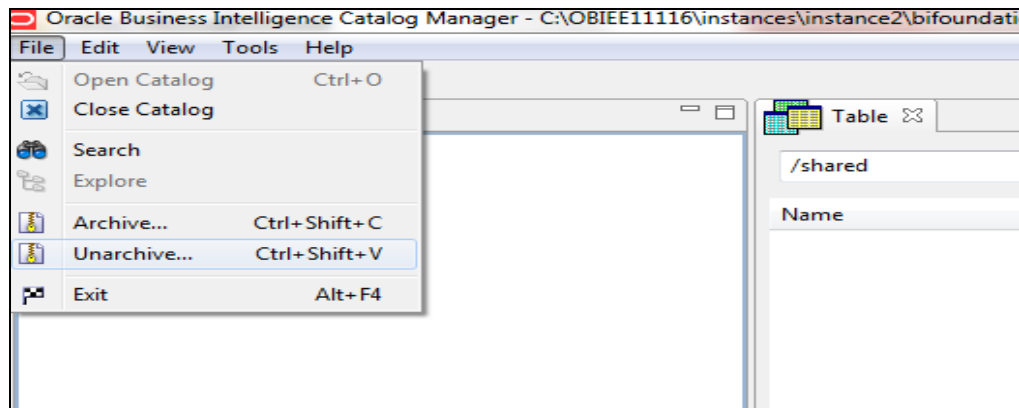 Oracle Business Intelligence Catalog Manager - C:\OBIEE11116\instances\instance2\bifoundati
File Edit View Tools Help
Open Catalog Ctrl+O
Close Catalog
Search
Explore
Archive... Ctrl+Shift+C
Unarchive... Ctrl+Shift+V
Exit Alt+F4
Table
/shared
Name